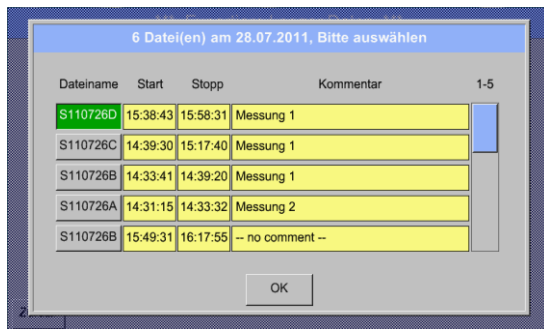 6 Datei(en) am 28.07.2011, Bitte auswählen
Dateiname Start Stopp Kommentar 1-5
S110726D 15:38:43 15:58:31 Messung 1
S110726C 14:39:30 15:17:40 Messung 1
S110726B 14:33:41 14:39:20 Messung 1
S110726A 14:31:15 14:33:32 Messung 2
S110726B 15:49:31 16:17:55 -- no comment --
OK